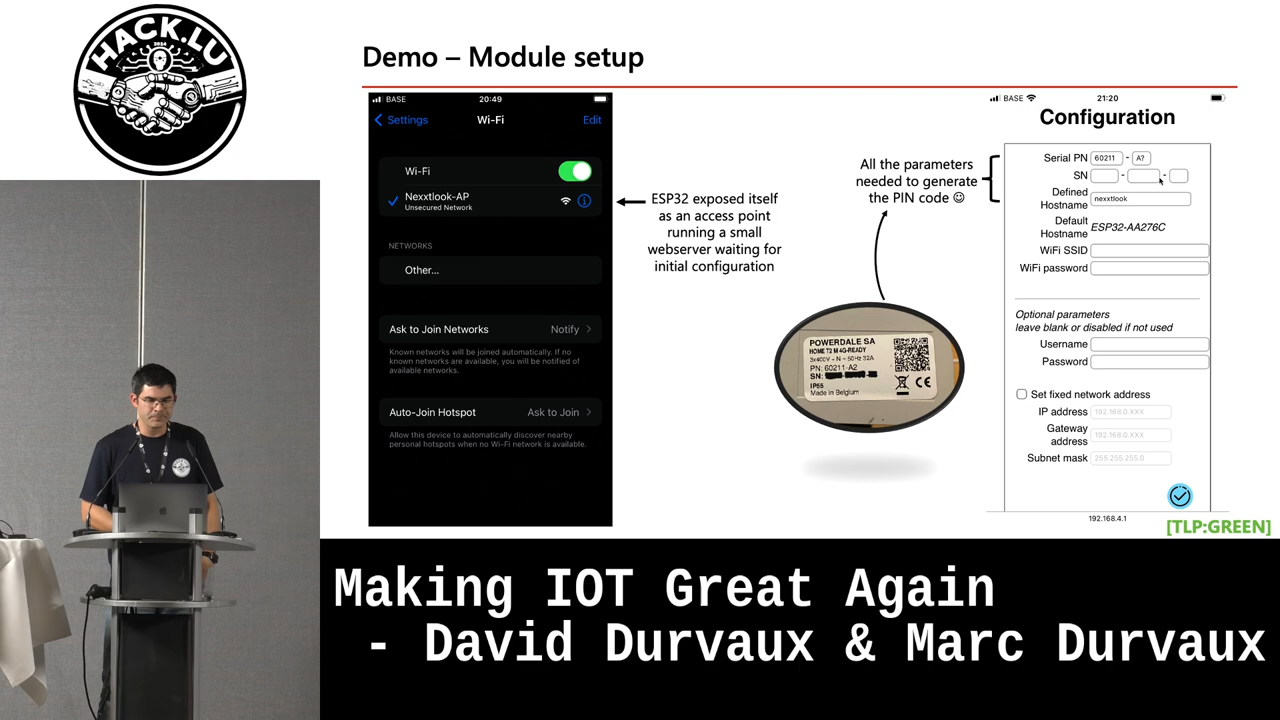 HACK.LU
2024
Demo – Module setup
BASE
20:49
Settings
Wi-Fi
Edit
Wi-Fi
Nexxtlook-AP
Unsecured Network
NETWORKS
Other...
Ask to Join Networks
Notify
Known networks will be joined automatically. If no
known networks are available, you will be notified of
available networks.
Auto-Join Hotspot
Ask to Join
Allow this device to automatically discover nearby
personal hotspots when no Wi-Fi network is available.
ESP32 exposed itself
as an access point
running a small
webserver waiting for
initial configuration
All the parameters
needed to generate
the PIN code ☺
POWERDALE SA
HOME T2 M 4G-READY
3x400V ~ N ~ 50Hz 32A
PN: 60211-A2
SN:
IP55
Made in Belgium
CE
BASE
21:20
Configuration
Serial PN 60211 - A?
SN - -
Defined
Hostname nexxtlook
Default
Hostname ESP32-AA276C
WiFi SSID
WiFi password
Optional parameters
leave blank or disabled if not used
Username
Password
Set fixed network address
IP address 192.168.0.XXX
Gateway
address 192.168.0.XXX
Subnet mask 255.255.255.0
192.168.4.1
[TLP:GREEN]
Making IOT Great Again
- David Durvaux & Marc Durvaux